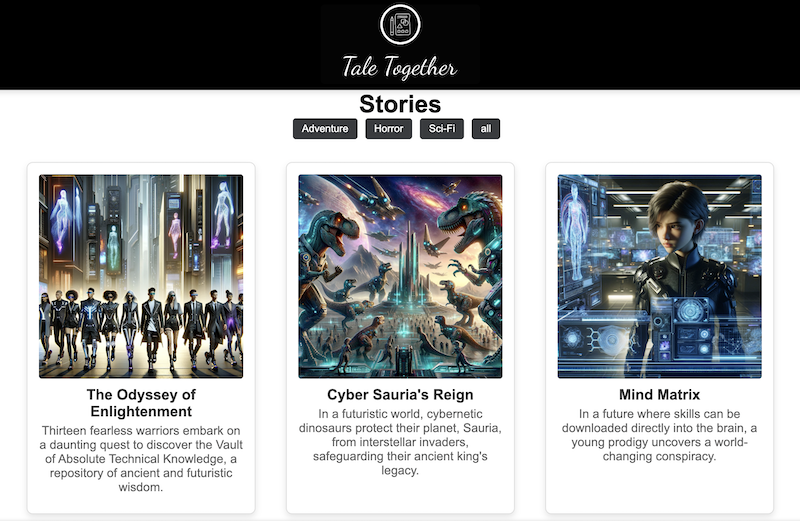 Tale Together
Stories
Adventure
Horror
Sci-Fi
all
The Odyssey of
Enlightenment
Thirteen fearless warriors embark on
a daunting quest to discover the Vault
of Absolute Technical Knowledge, a
repository of ancient and futuristic
wisdom.
Cyber Sauria's Reign
In a futuristic world, cybernetic
dinosaurs protect their planet, Sauria,
from interstellar invaders,
safeguarding their ancient king's
legacy.
Mind Matrix
In a future where skills can be
downloaded directly into the brain, a
young prodigy uncovers a world-
changing conspiracy.